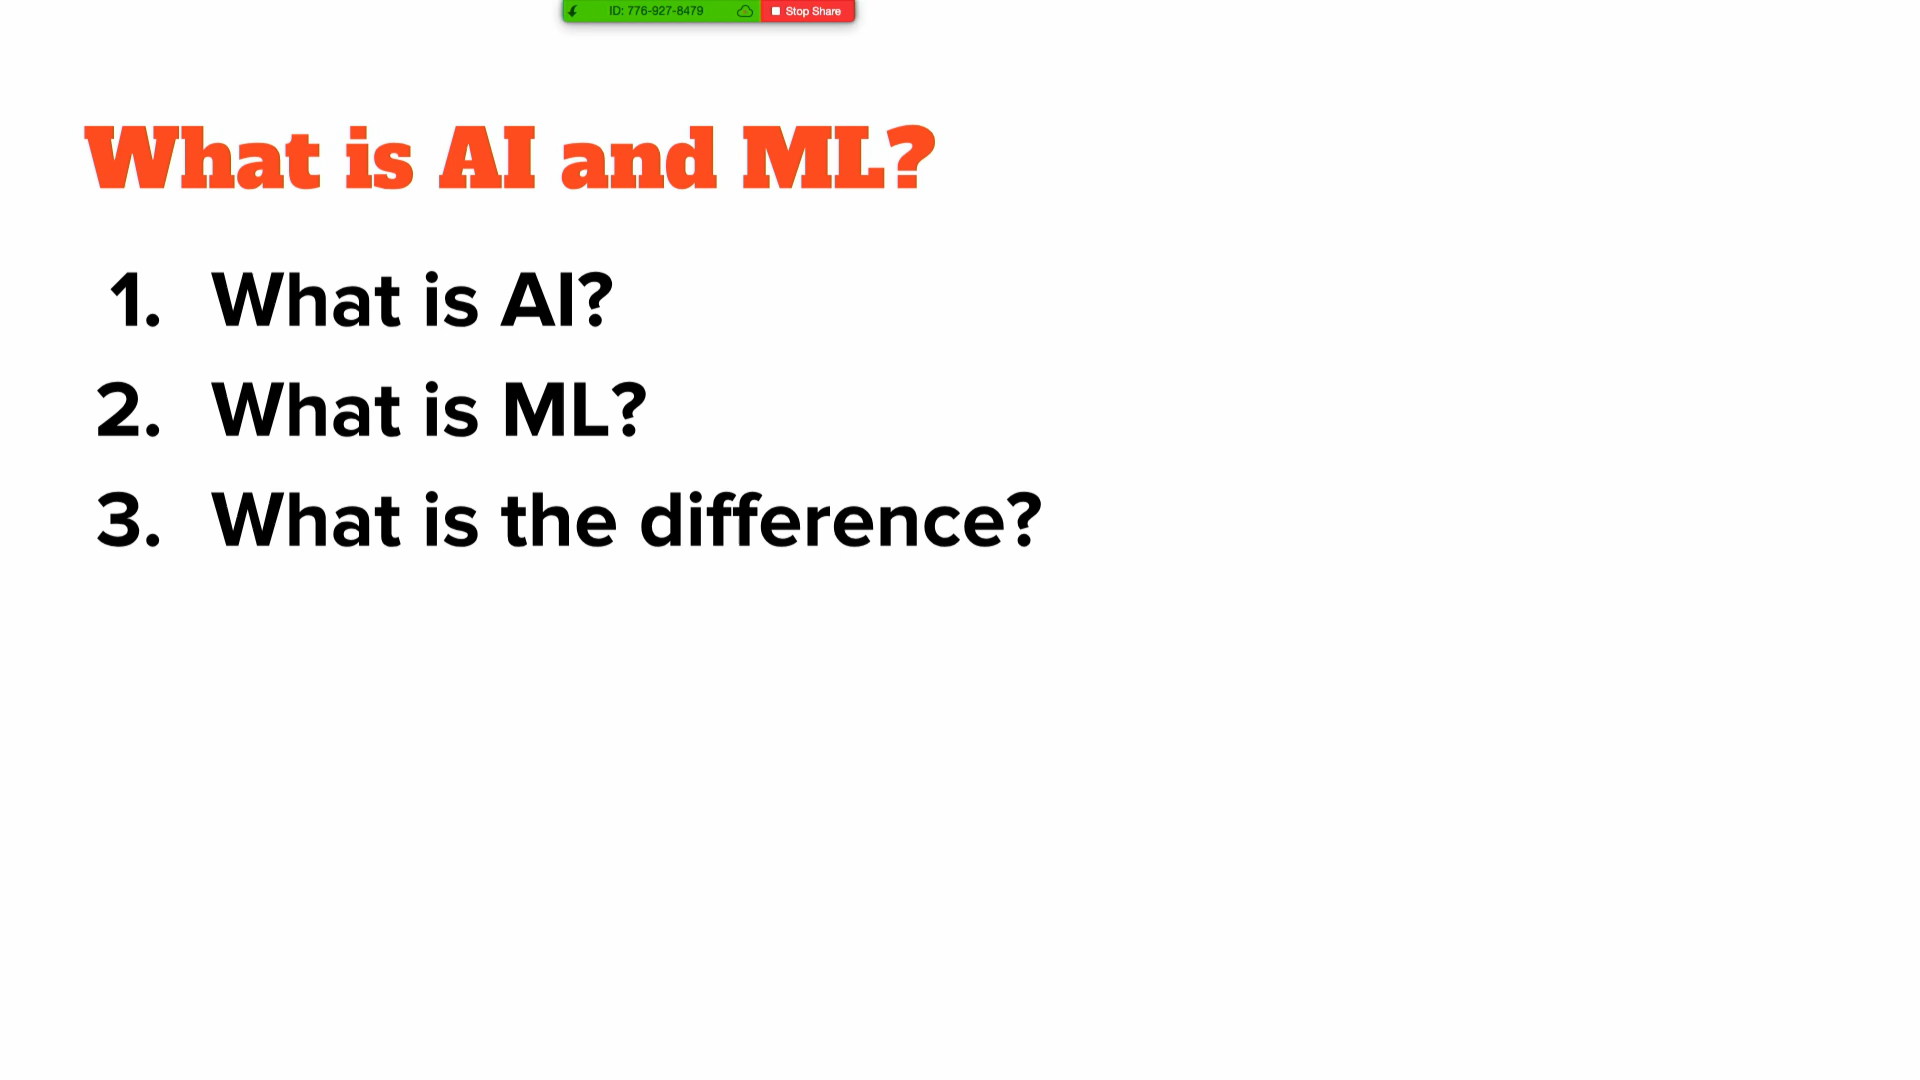 ID: 776-927-8479 Stop Share
What is AI and ML?
1. What is AI?
2. What is ML?
3. What is the difference?